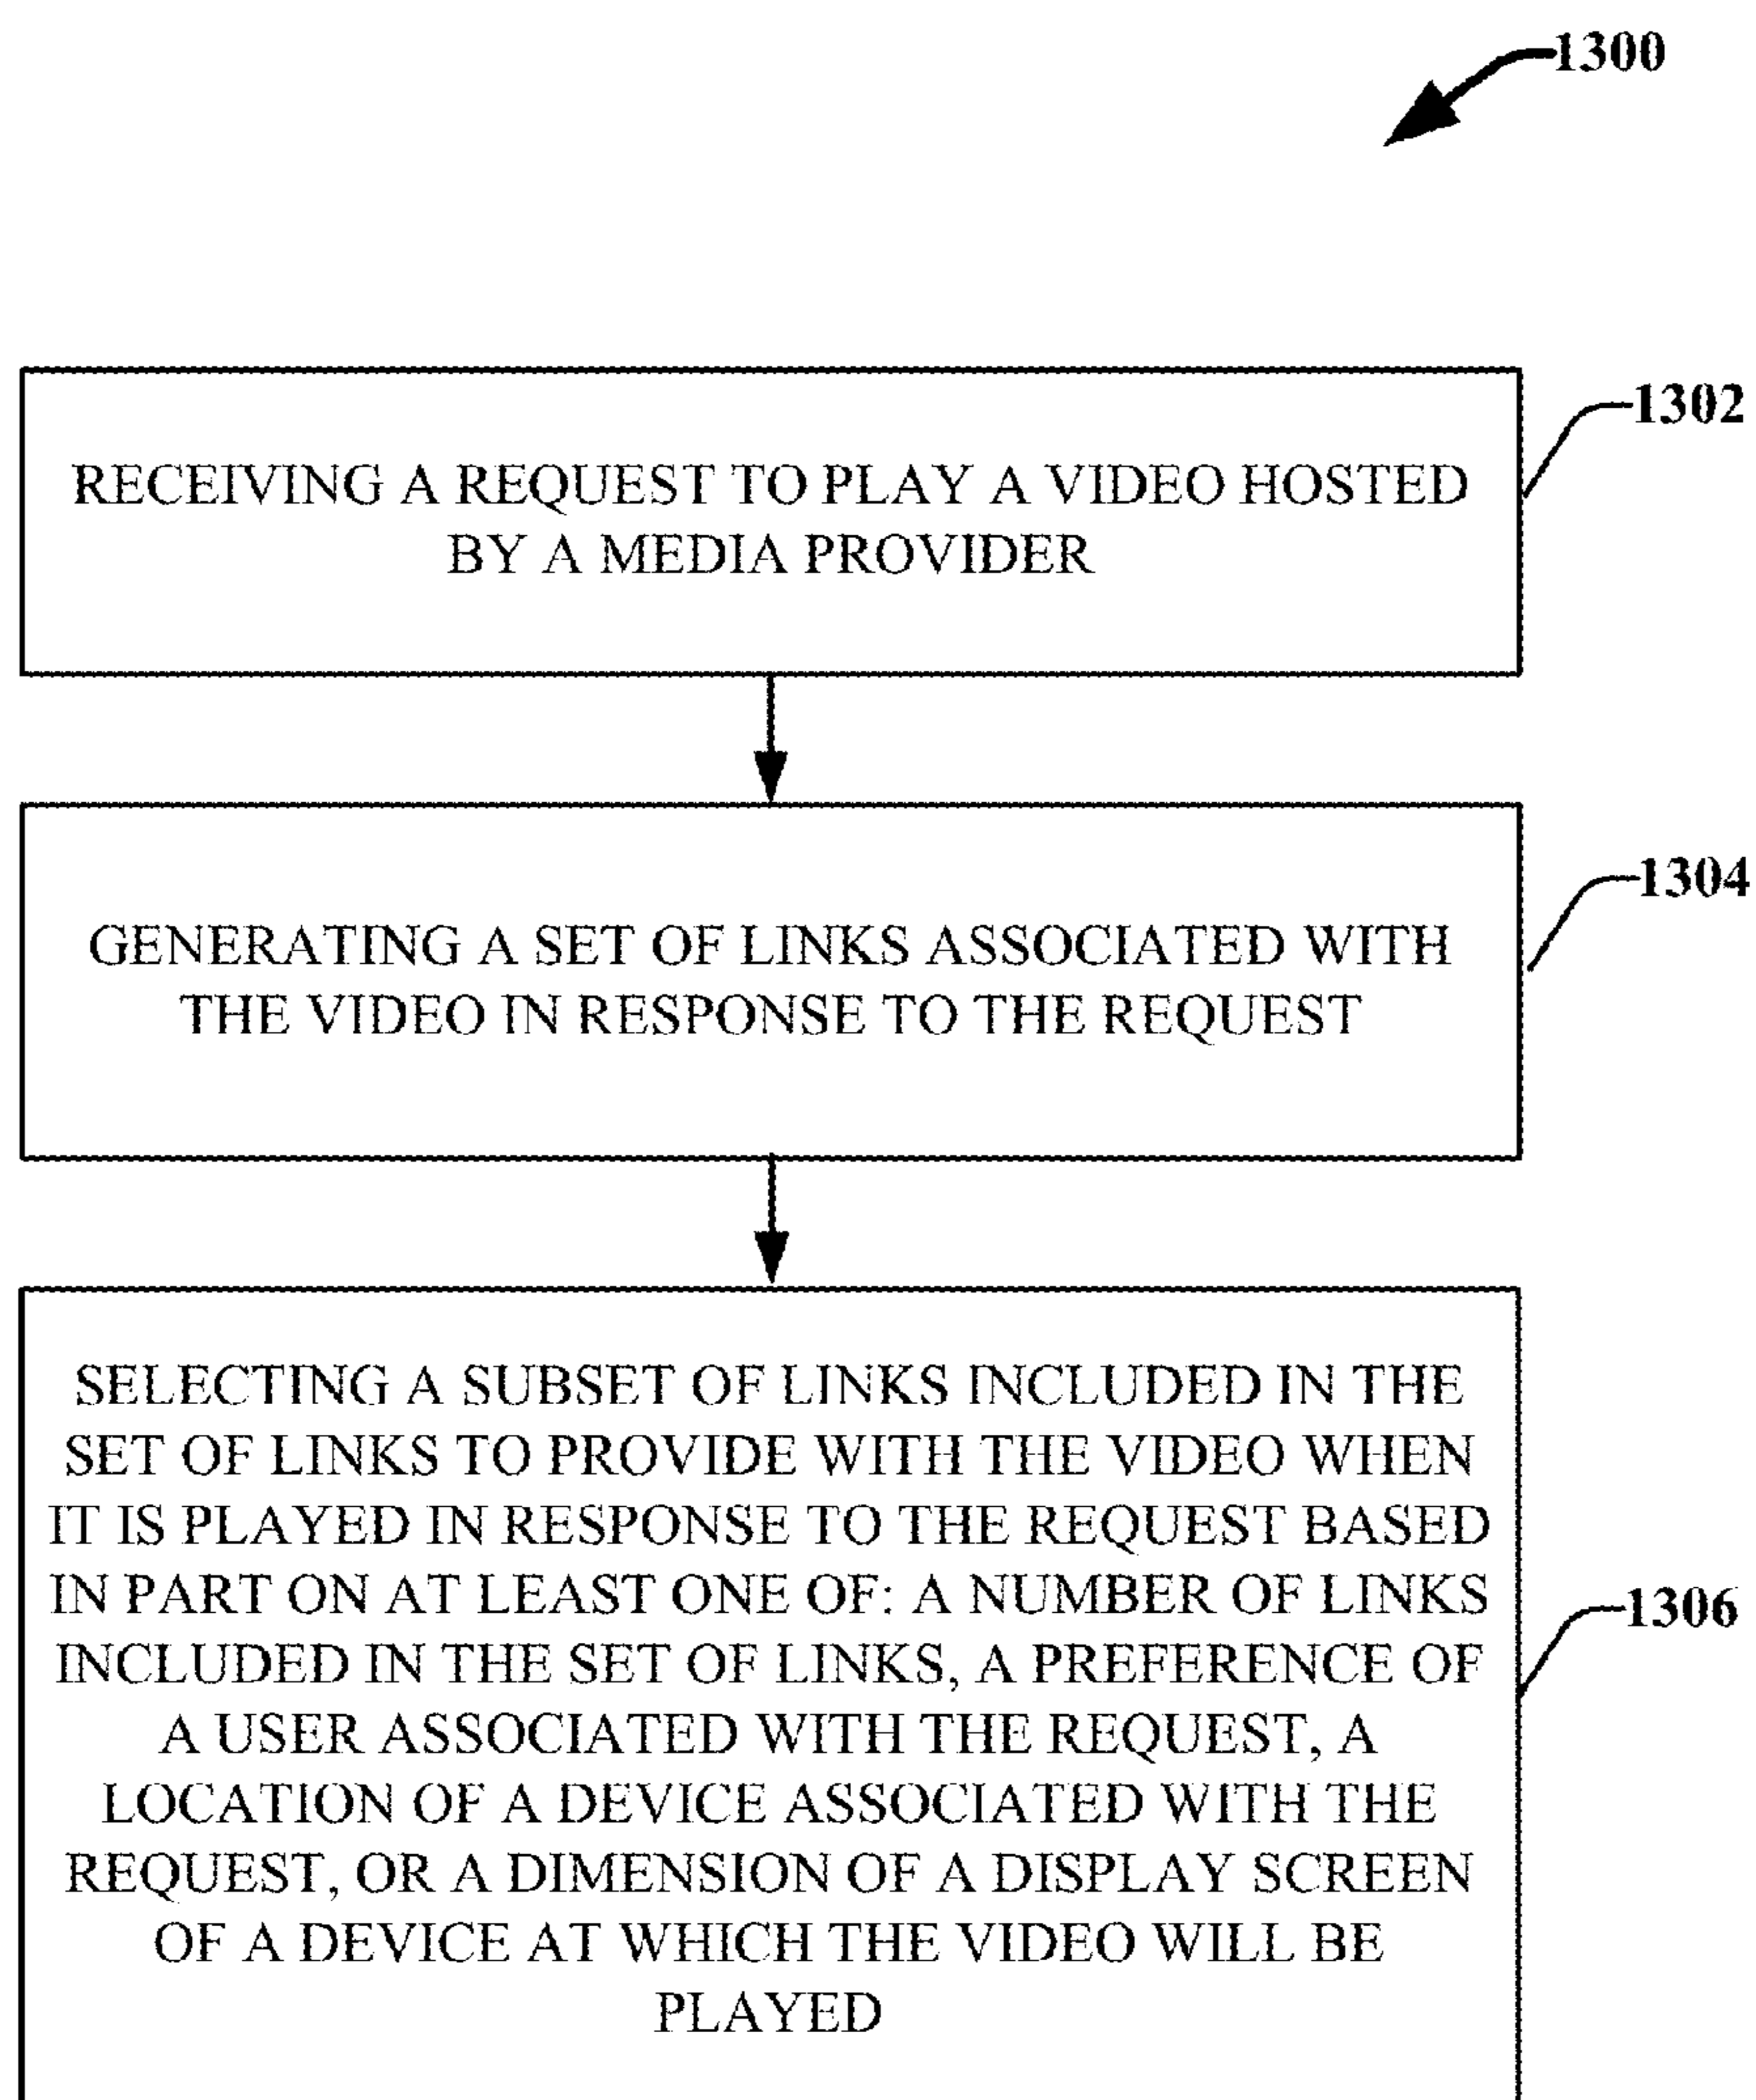 1300
1302
RECEIVING A REQUEST TO PLAY A VIDEO HOSTED
BY A MEDIA PROVIDER
1304
GENERATING A SET OF LINKS ASSOCIATED WITH
THE VIDEO IN RESPONSE TO THE REQUEST
SELECTING A SUBSET OF LINKS INCLUDED IN THE
SET OF LINKS TO PROVIDE WITH THE VIDEO WHEN
IT IS PLAYED IN RESPONSE TO THE REQUEST BASED
IN PART ON AT LEAST ONE OF: A NUMBER OF LINKS
1306
INCLUDED IN THE SET OF LINKS, A PREFERENCE OF
A USER ASSOCIATED WITH THE REQUEST, A
LOCATION OF A DEVICE ASSOCIATED WITH THE
REQUEST, OR A DIMENSION OF A DISPLAY SCREEN
OF A DEVICE AT WHICH THE VIDEO WILL BE
PLAYED